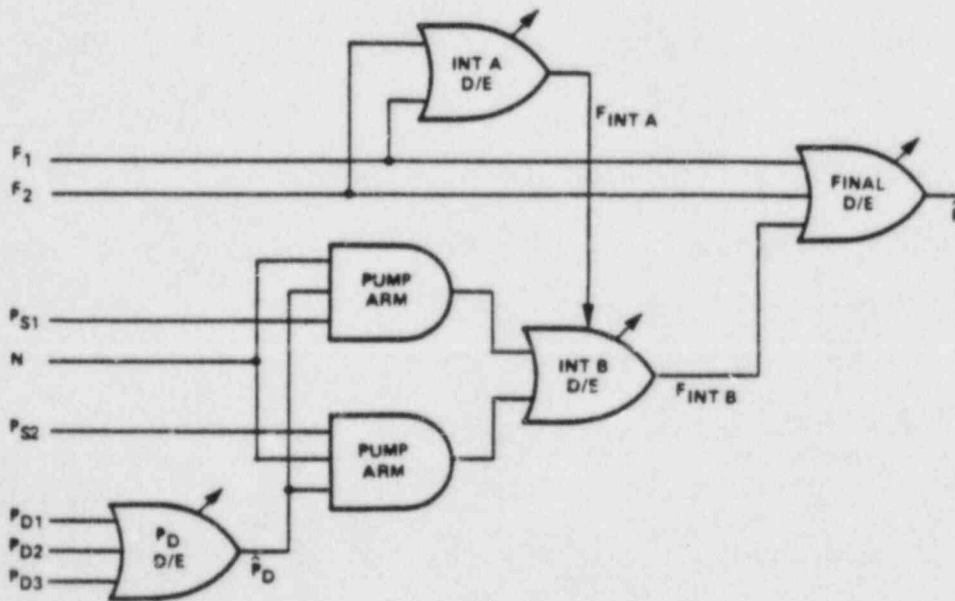 INT A
D/E
F INT A
F1
F2
FINAL
D/E
PUMP
ARM
PS1
N
INT B
D/E
F INT B
PS2
PUMP
ARM
PD1
PD2
PD3
PD
D/E
P̂D